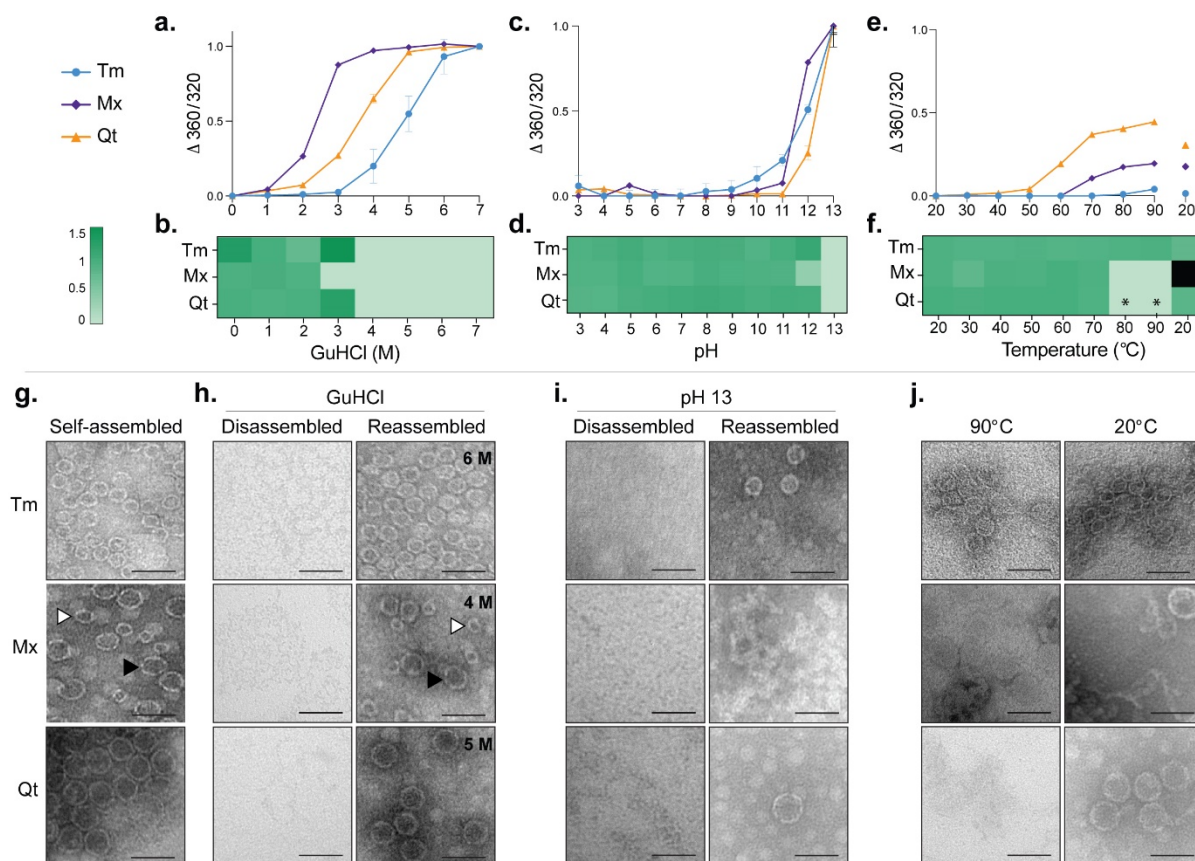 a.
c.
e.
Tm
Mx
Qt
Δ 360/320
1.0
0.5
0.0
0 1 2 3 4 5 6 7
Δ 360/320
1.0
0.5
0.0
3 4 5 6 7 8 9 10 11 12 13
Δ 360/320
1.0
0.5
0.0
20 30 40 50 60 70 80 90 20
1.5
1
0.5
0
b.
Tm
Mx
Qt
0 1 2 3 4 5 6 7
GuHCl (M)
d.
Tm
Mx
Qt
3 4 5 6 7 8 9 10 11 12 13
pH
f.
Tm
Mx
Qt
* *
20 30 40 50 60 70 80 90 20
Temperature (°C)
g.
Self-assembled
h.
GuHCl
Disassembled Reassembled
i.
pH 13
Disassembled Reassembled
j.
90°C 20°C
Tm
6 M
Mx
4 M
Qt
5 M